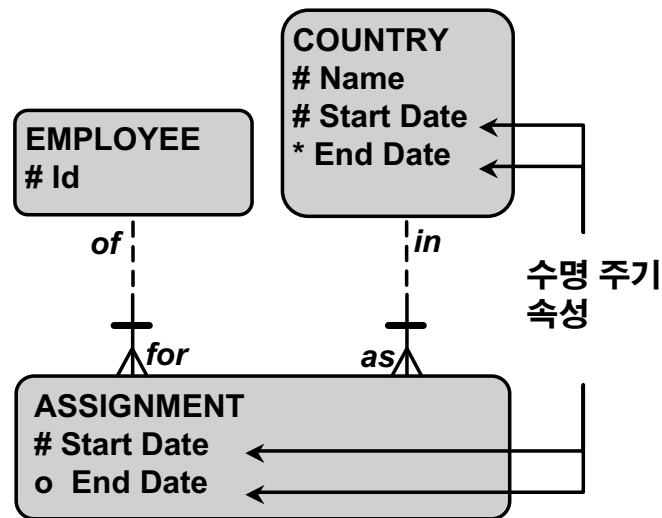 COUNTRY
# Name
# Start Date
* End Date
EMPLOYEE
# Id
of
in
수명 주기
속성
for
as
ASSIGNMENT
# Start Date
o End Date